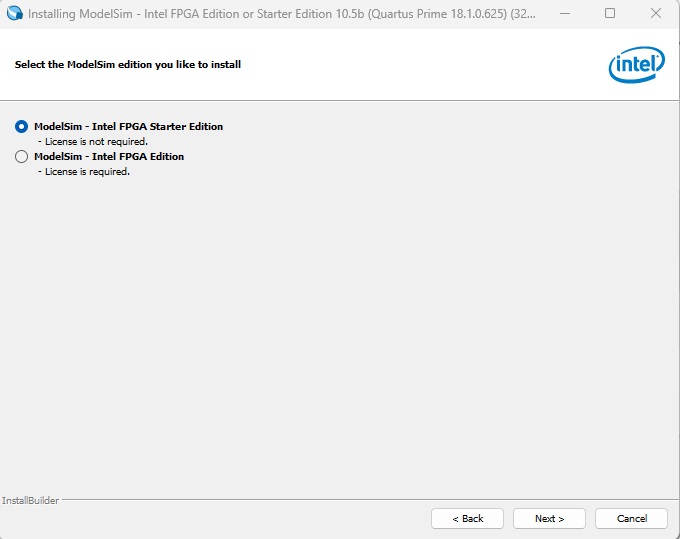 Installing ModelSim - Intel FPGA Edition or Starter Edition 10.5b (Quartus Prime 18.1.0.625) (32...
Select the ModelSim edition you like to install
intel
ModelSim - Intel FPGA Starter Edition
- License is not required.
ModelSim - Intel FPGA Edition
- License is required.
InstallBuilder
< Back
Next >
Cancel